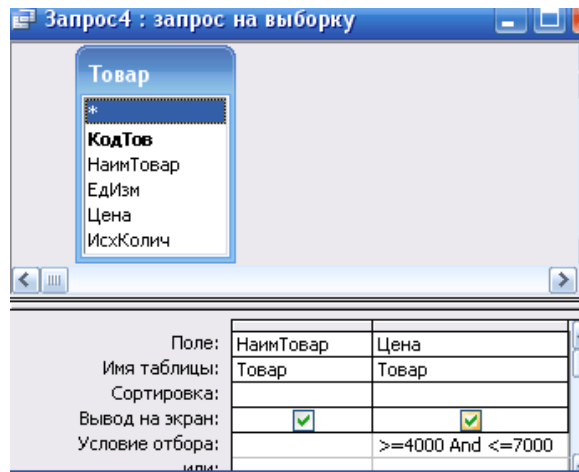 Запрос4 : запрос на выборку
Товар
*
КодТов
НаимТовар
ЕдИзм
Цена
ИсхКолич
Поле: НаимТовар Цена
Имя таблицы: Товар Товар
Сортировка:
Вывод на экран:
Условие отбора: >=4000 And <=7000
или: